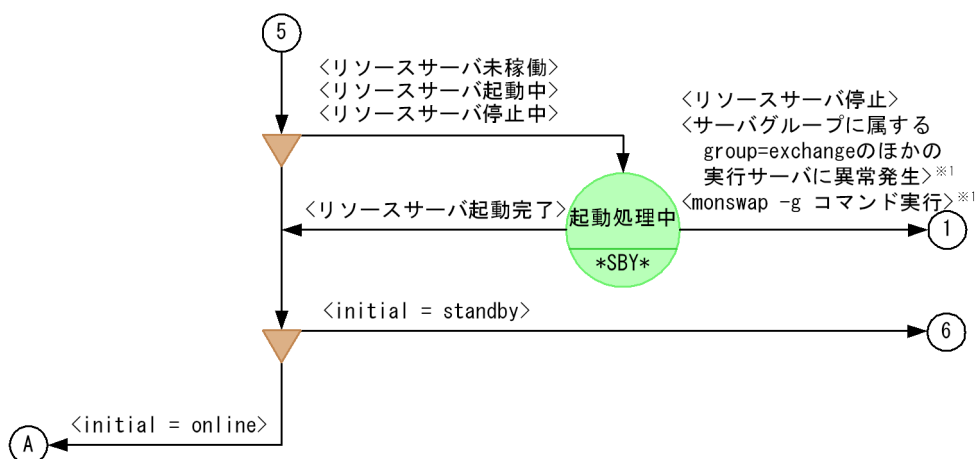 5
<リソースサーバ未稼働>
<リソースサーバ起動中>
<リソースサーバ停止中>
<リソースサーバ停止>
<サーバグループに属する
group=exchangeのほかの
実行サーバに異常発生>※1
<monswap -g コマンド実行>※1
<リソースサーバ起動完了>
起動処理中
*SBY*
1
<initial = standby>
6
<initial = online>
A